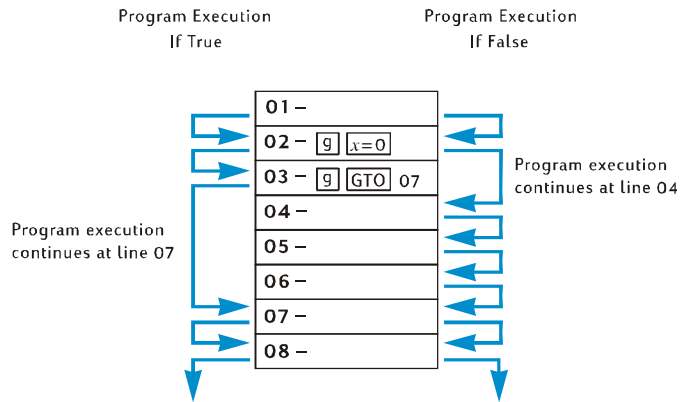 Program Execution
If True
Program Execution
If False
01 –
02 – g x=0
03 – g GTO 07
04 –
05 –
06 –
07 –
08 –
Program execution
continues at line 07
Program execution
continues at line 04